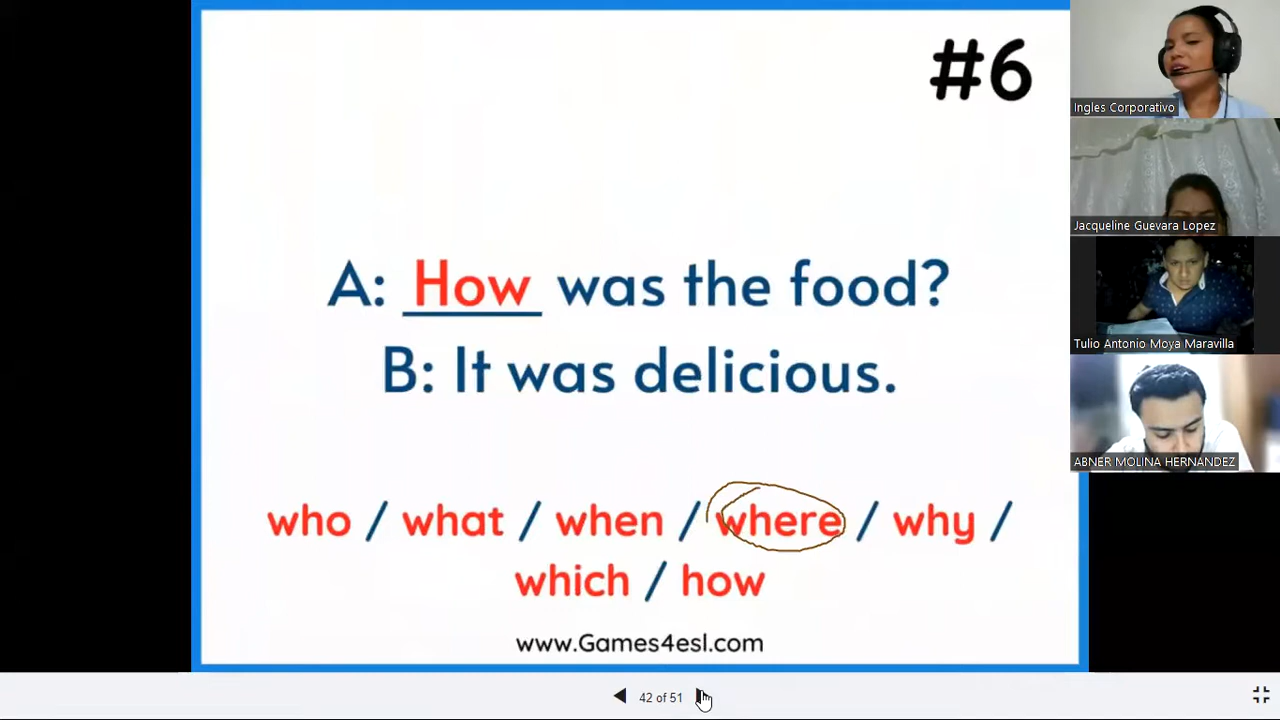 #6
A: How was the food?
B: It was delicious.
who / what / when / where / why /
which / how
www.Games4esl.com
42 of 51
Ingles Corporativo
Jacqueline Guevara Lopez
Tulio Antonio Moya Maravilla
ABNER MOLINA HERNANDEZ